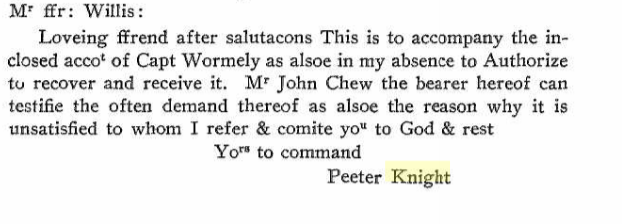 Mʳ ffr: Willis:
Loveing ffrend after salutacons This is to accompany the in-
closed accoᵗ of Capt Wormely as alsoe in my absence to Authorize
to recover and receive it. Mʳ John Chew the bearer hereof can
testifie the often demand thereof as alsoe the reason why it is
unsatisfied to whom I refer & comite yoᵘ to God & rest
Yoʳˢ to command
Peeter Knight